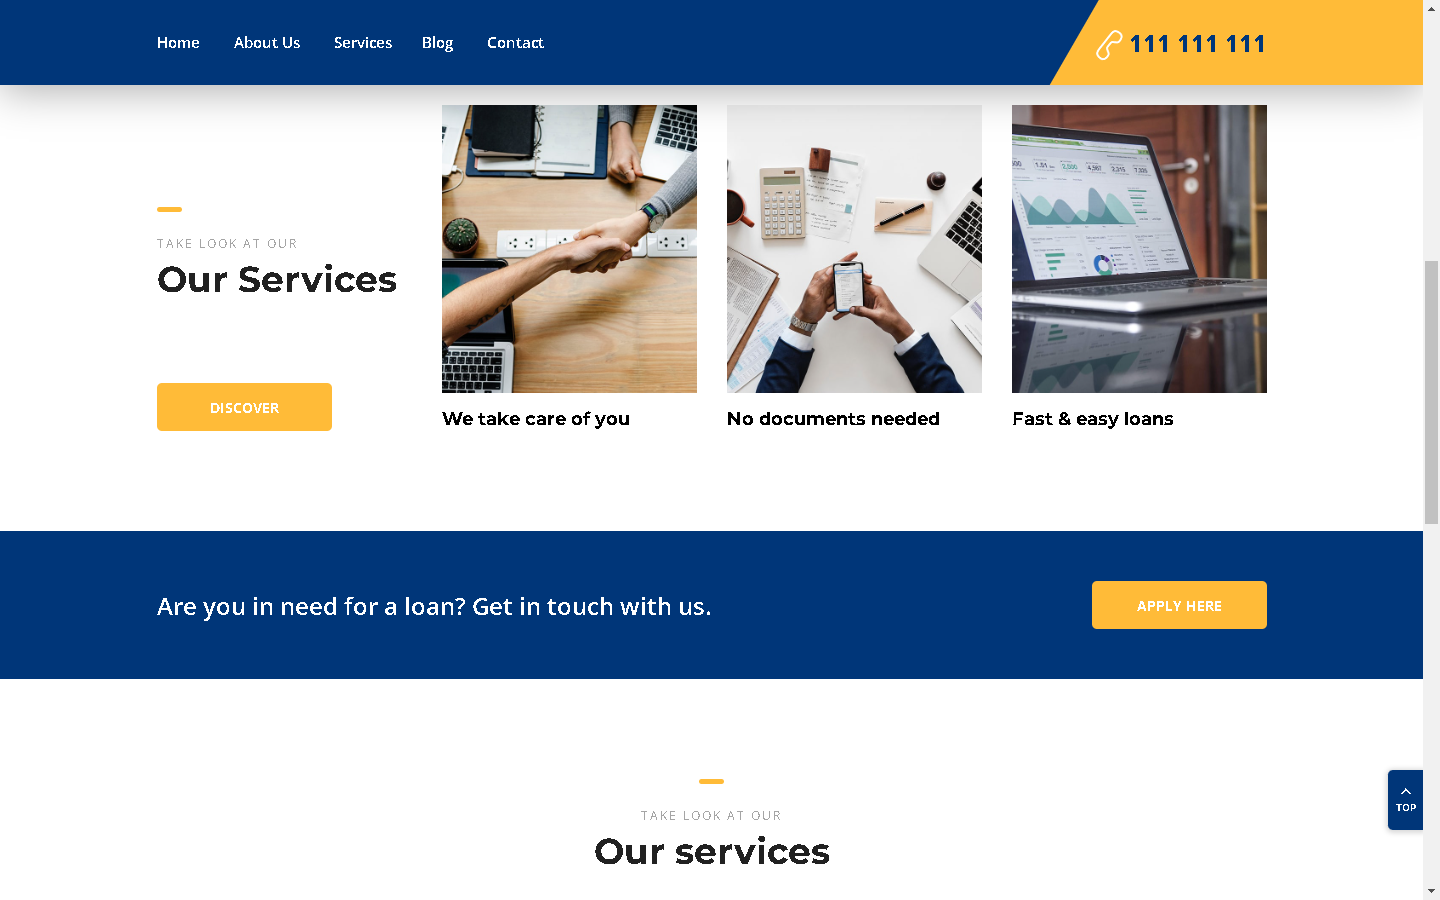 Home
About Us
Services
Blog
Contact
111 111 111
TAKE LOOK AT OUR
Our Services
DISCOVER
We take care of you
No documents needed
Fast & easy loans
Are you in need for a loan? Get in touch with us.
APPLY HERE
TOP
TAKE LOOK AT OUR
Our services